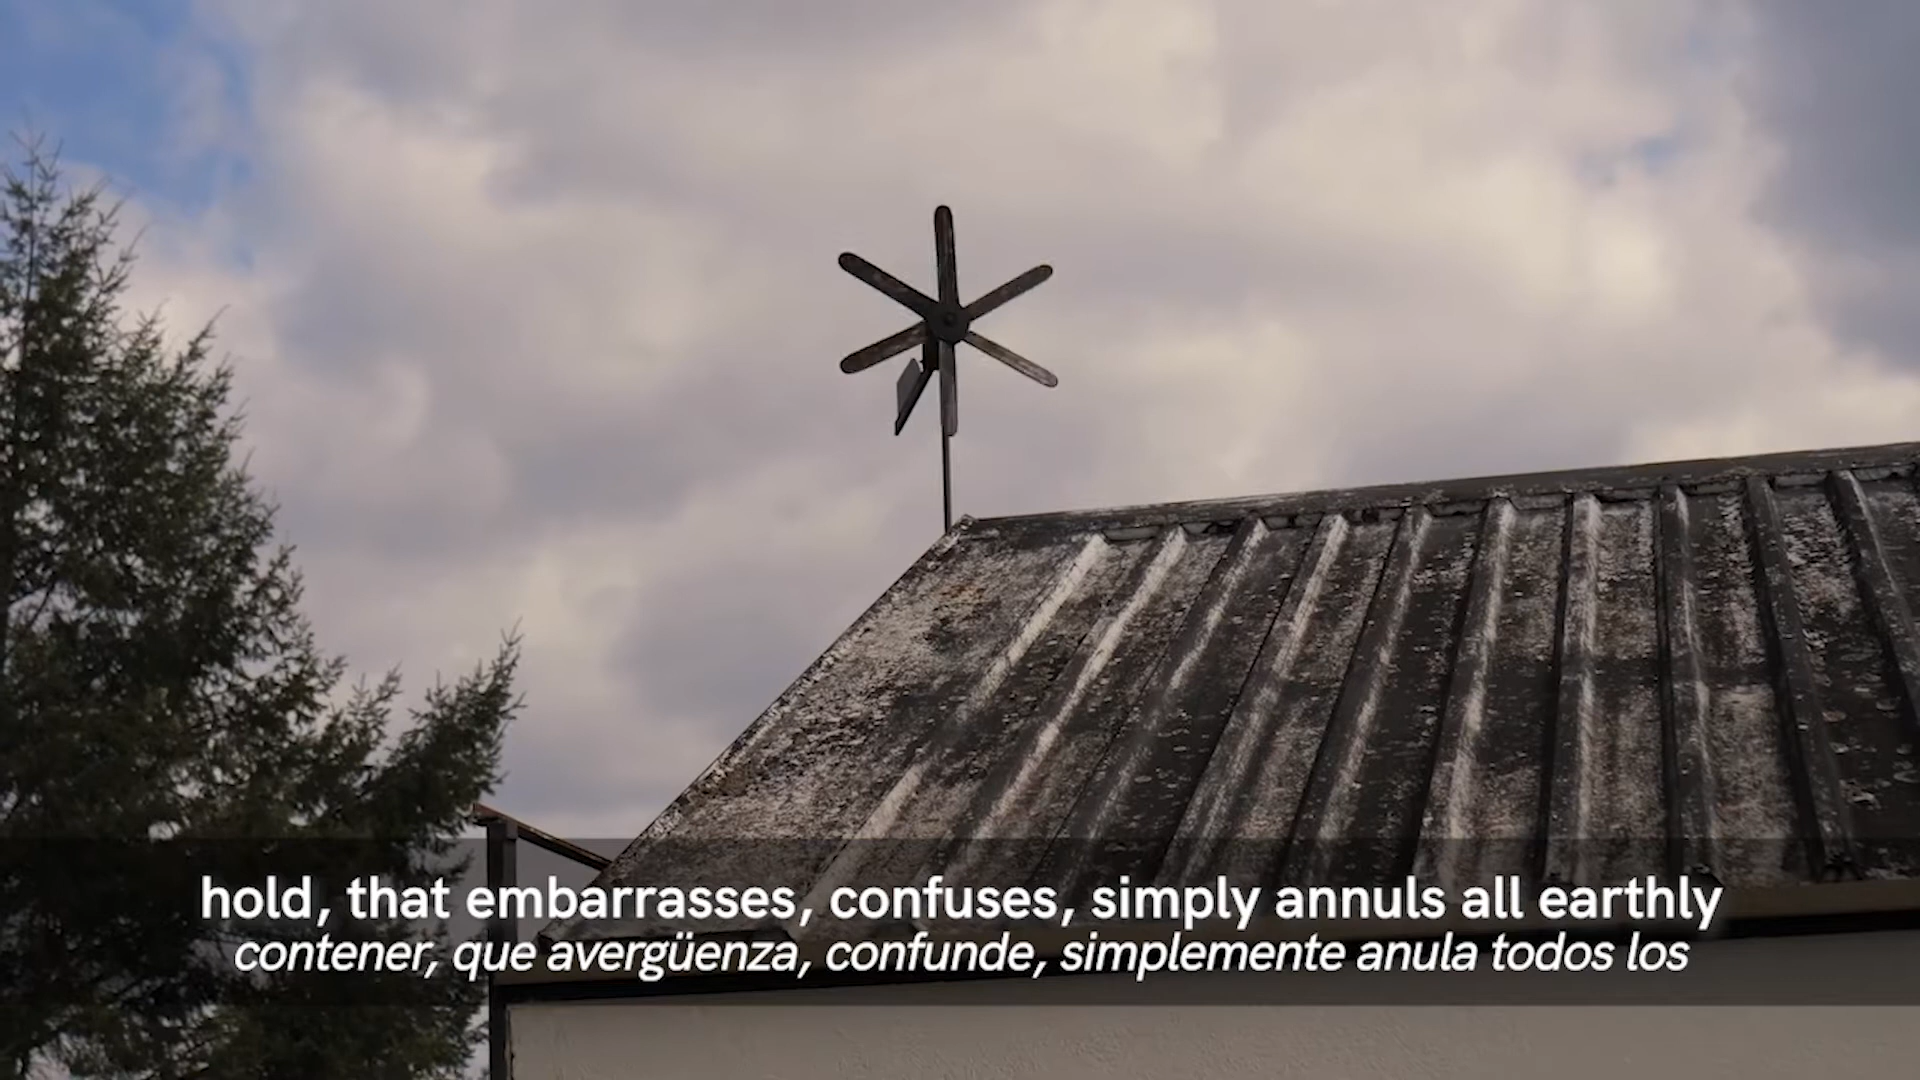 hold, that embarrasses, confuses, simply annuls all earthly
contener, que avergüenza, confunde, simplemente anula todos los